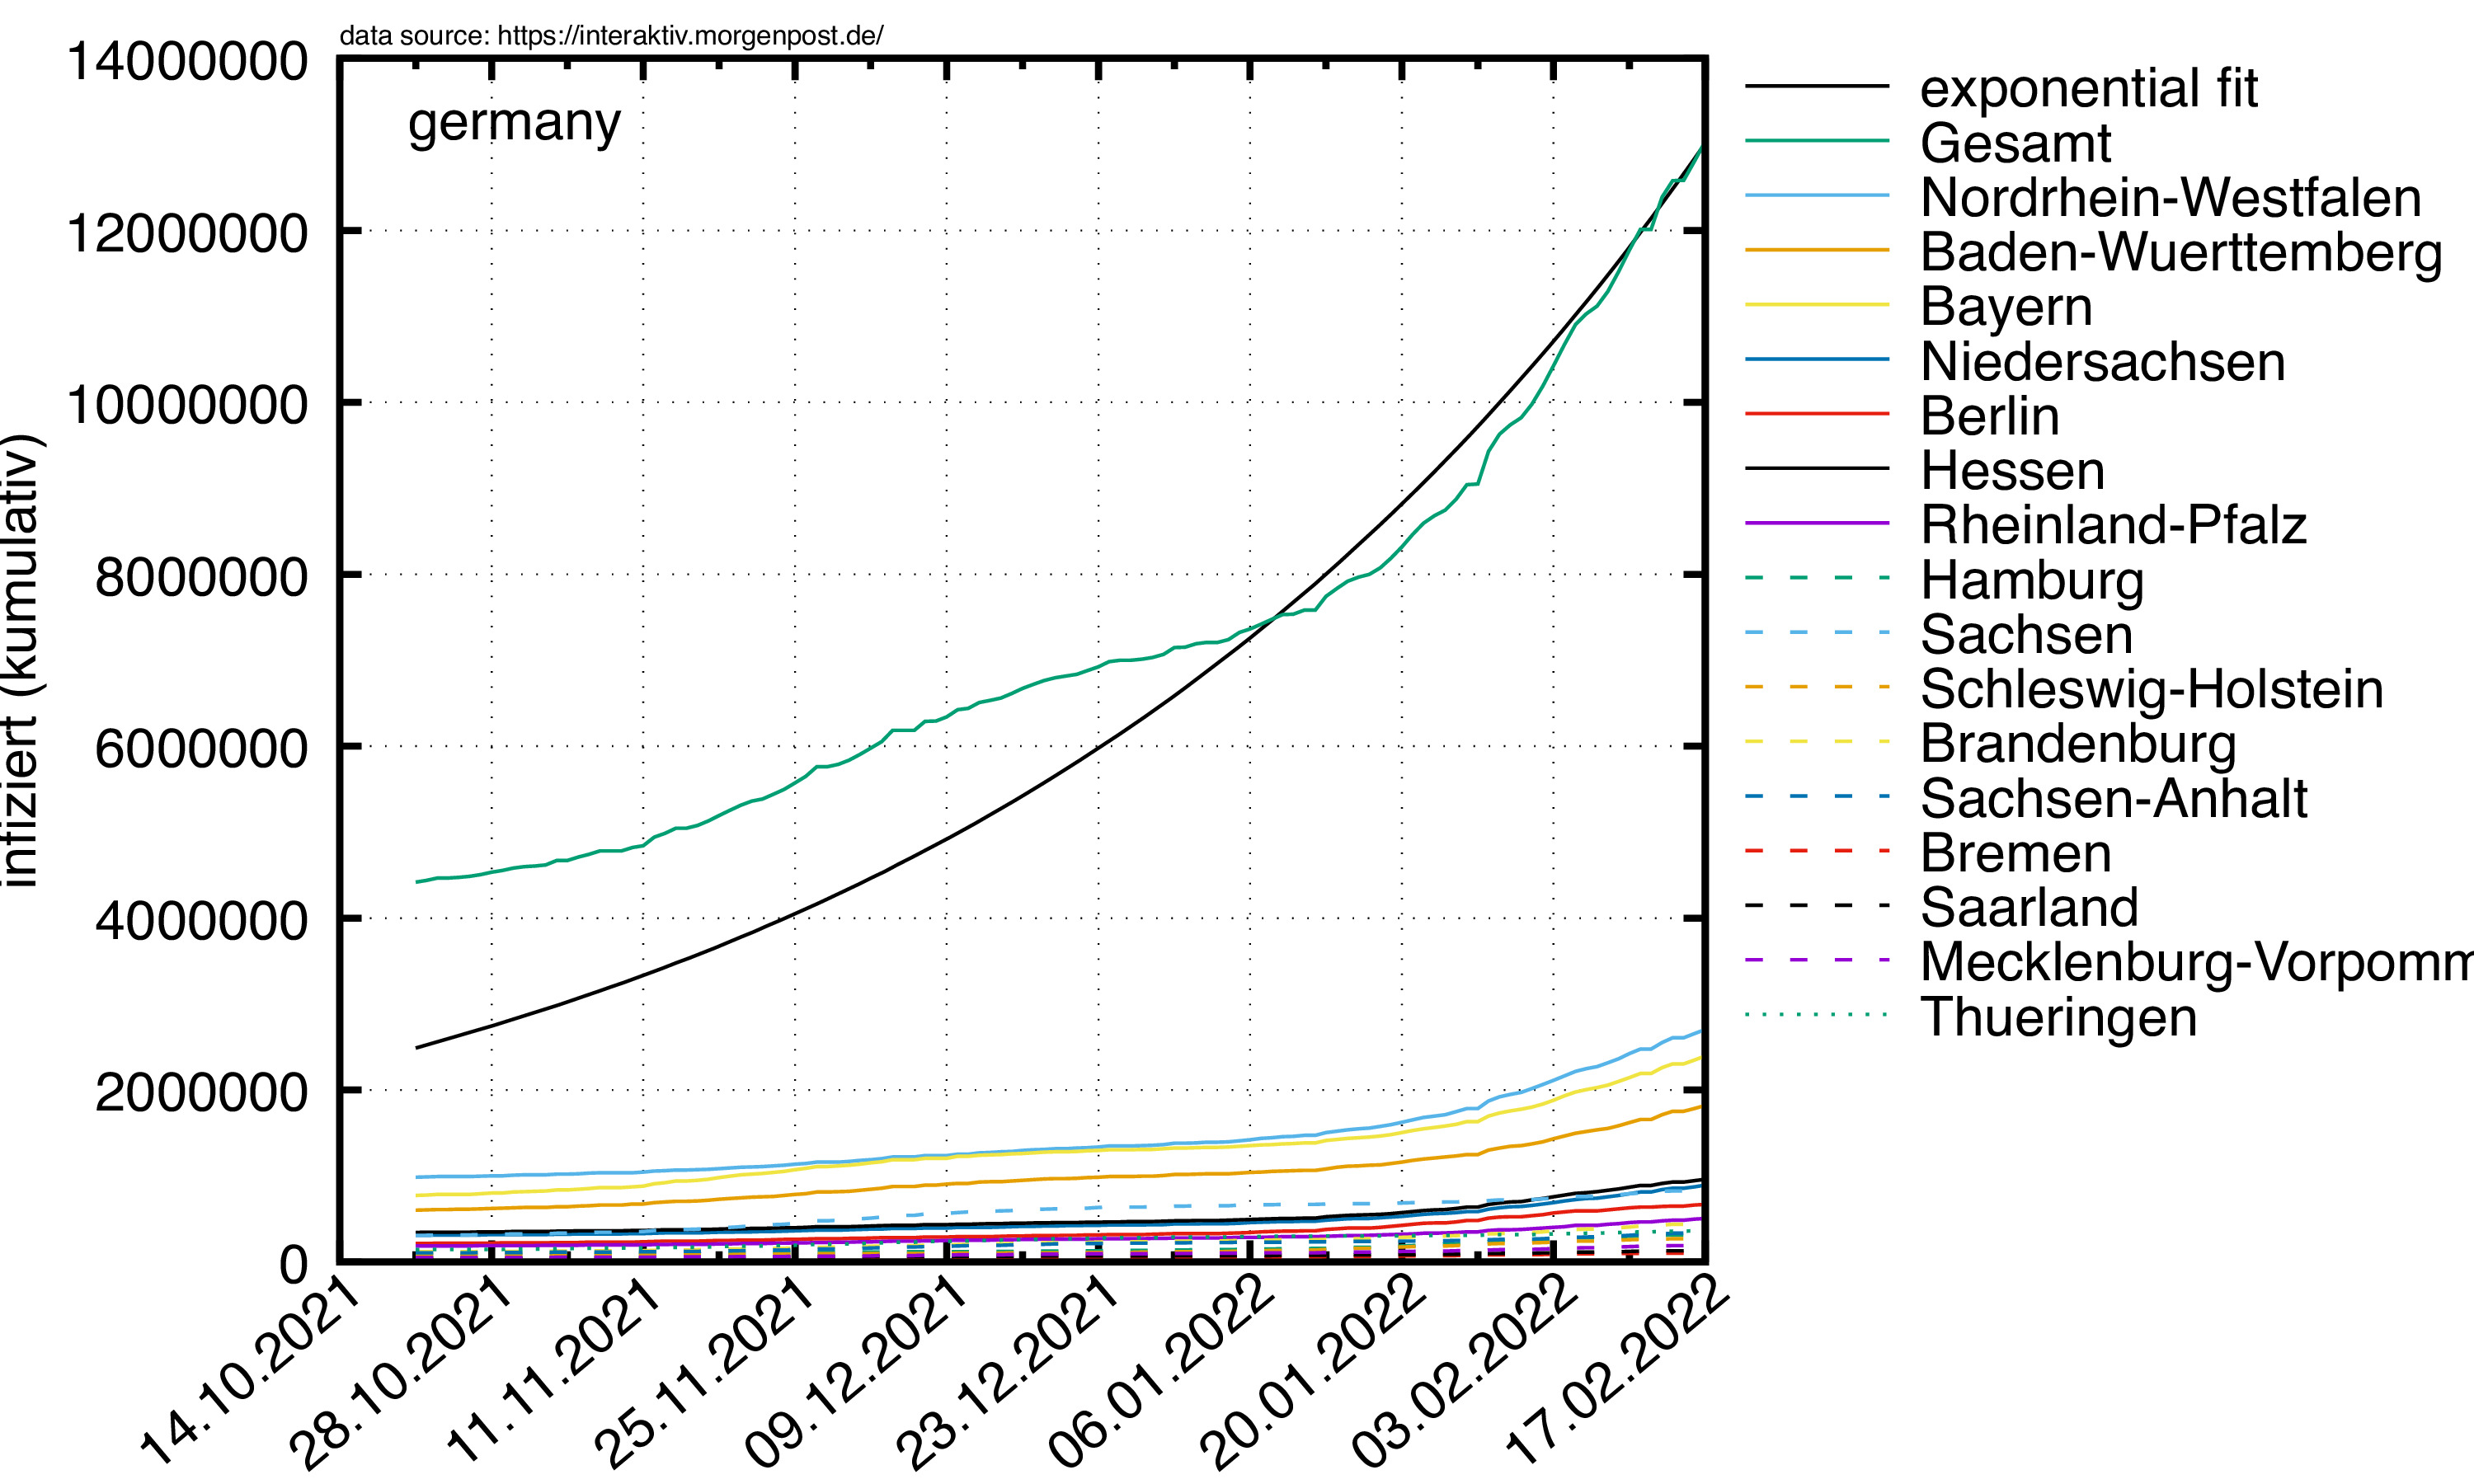 data source: https://interaktiv.morgenpost.de/
germany
infiziert (kumulativ)
14000000
12000000
10000000
8000000
6000000
4000000
2000000
0
14.10.2021
28.10.2021
11.11.2021
25.11.2021
09.12.2021
23.12.2021
06.01.2022
20.01.2022
03.02.2022
17.02.2022
exponential fit
Gesamt
Nordrhein-Westfalen
Baden-Wuerttemberg
Bayern
Niedersachsen
Berlin
Hessen
Rheinland-Pfalz
Hamburg
Sachsen
Schleswig-Holstein
Brandenburg
Sachsen-Anhalt
Bremen
Saarland
Mecklenburg-Vorpomm
Thueringen